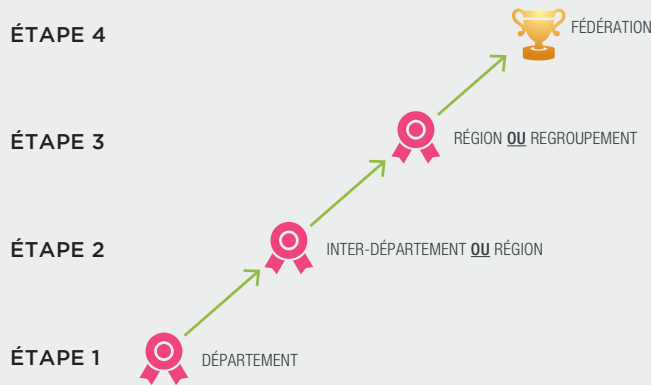 ÉTAPE 4
FÉDÉRATION
ÉTAPE 3
RÉGION OU REGROUPEMENT
ÉTAPE 2
INTER-DÉPARTEMENT OU RÉGION
ÉTAPE 1
DÉPARTEMENT